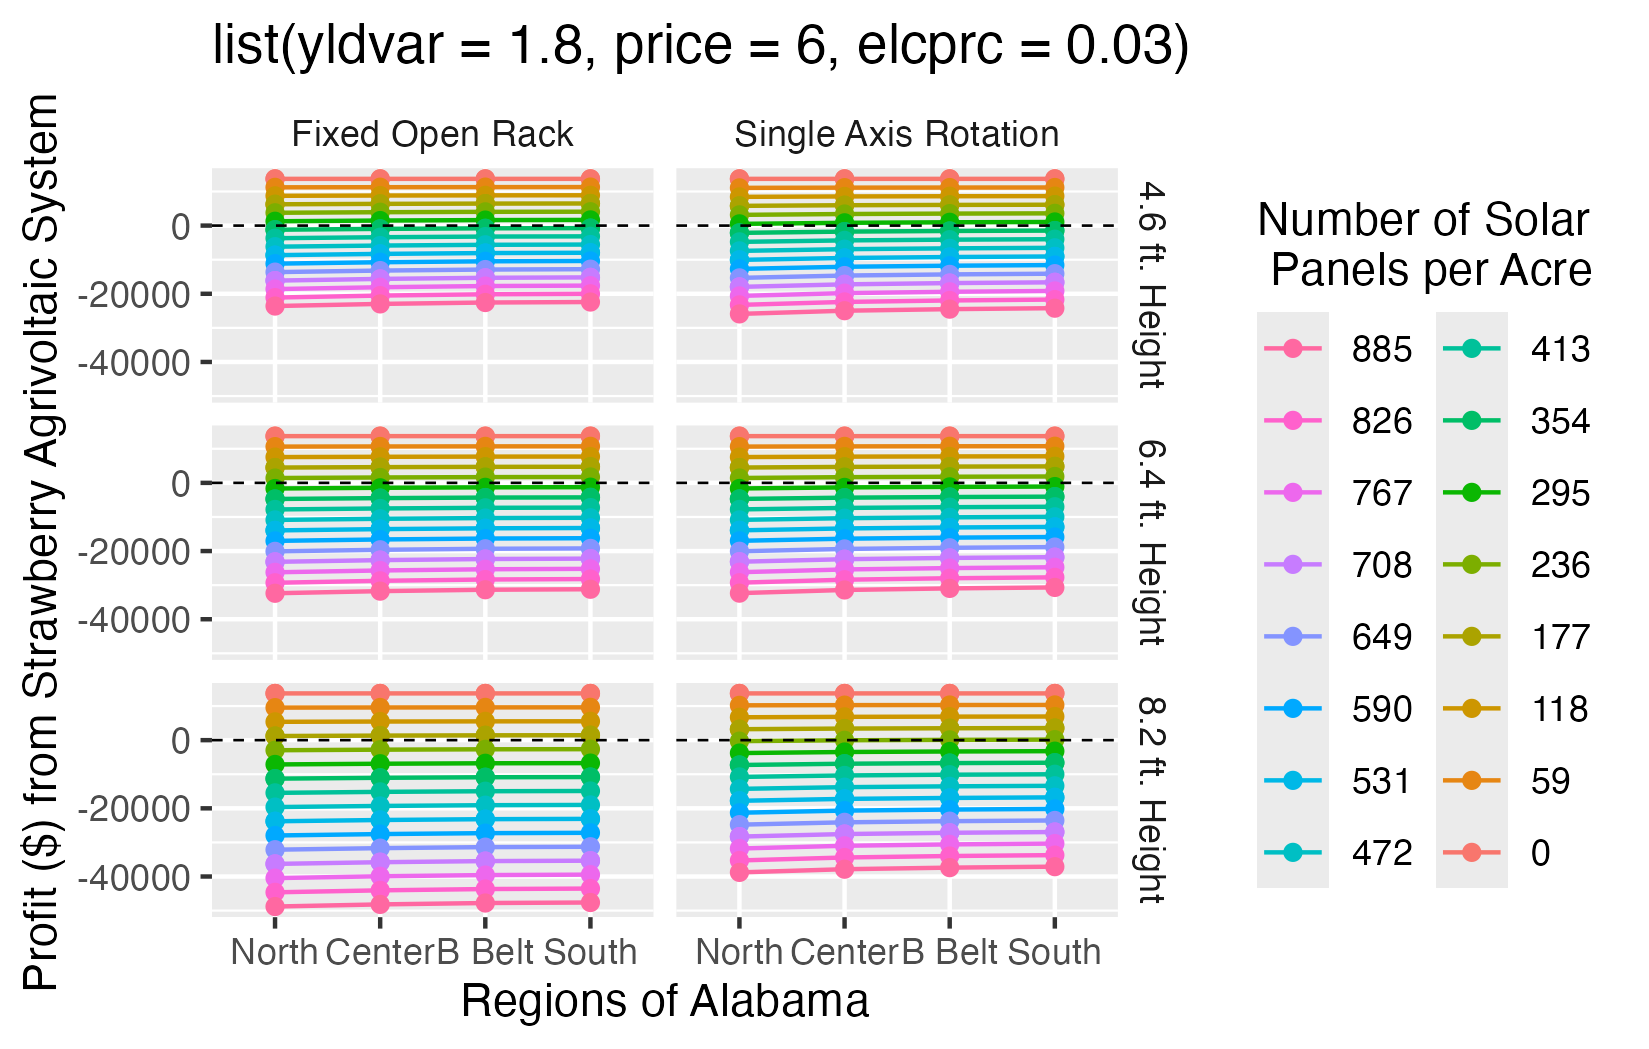 list(yldvar = 1.8, price = 6, elcprc = 0.03)
Fixed Open Rack
Single Axis Rotation
Profit ($) from Strawberry Agrivoltaic System
0
-20000
-40000
4.6 ft. Height
0
-20000
-40000
6.4 ft. Height
0
-20000
-40000
8.2 ft. Height
North Center B Belt South
North Center B Belt South
Regions of Alabama
Number of Solar
Panels per Acre
885
826
767
708
649
590
531
472
413
354
295
236
177
118
59
0